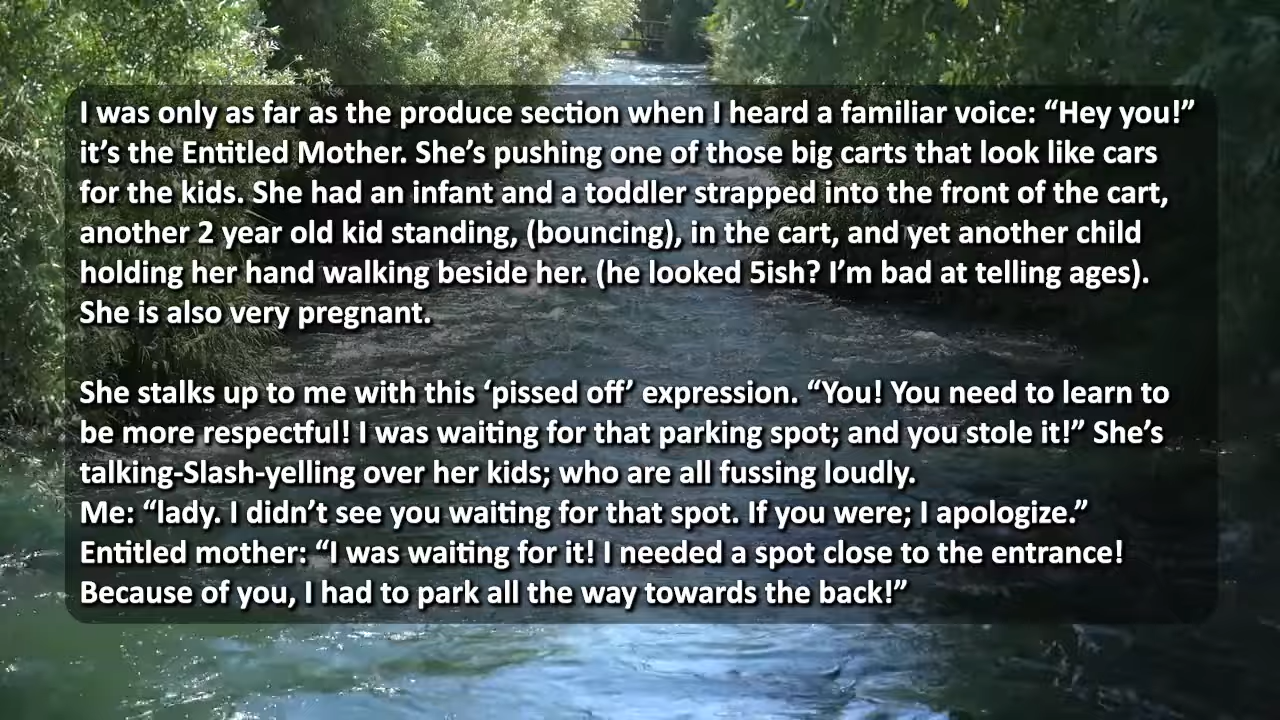 I was only as far as the produce section when I heard a familiar voice: “Hey you!”
it’s the Entitled Mother. She’s pushing one of those big carts that look like cars
for the kids. She had an infant and a toddler strapped into the front of the cart,
another 2 year old kid standing, (bouncing), in the cart, and yet another child
holding her hand walking beside her. (he looked 5ish? I’m bad at telling ages).
She is also very pregnant.
She stalks up to me with this ‘pissed off’ expression. “You! You need to learn to
be more respectful! I was waiting for that parking spot; and you stole it!” She’s
talking-Slash-yelling over her kids; who are all fussing loudly.
Me: “lady. I didn’t see you waiting for that spot. If you were; I apologize.”
Entitled mother: “I was waiting for it! I needed a spot close to the entrance!
Because of you, I had to park all the way towards the back!”